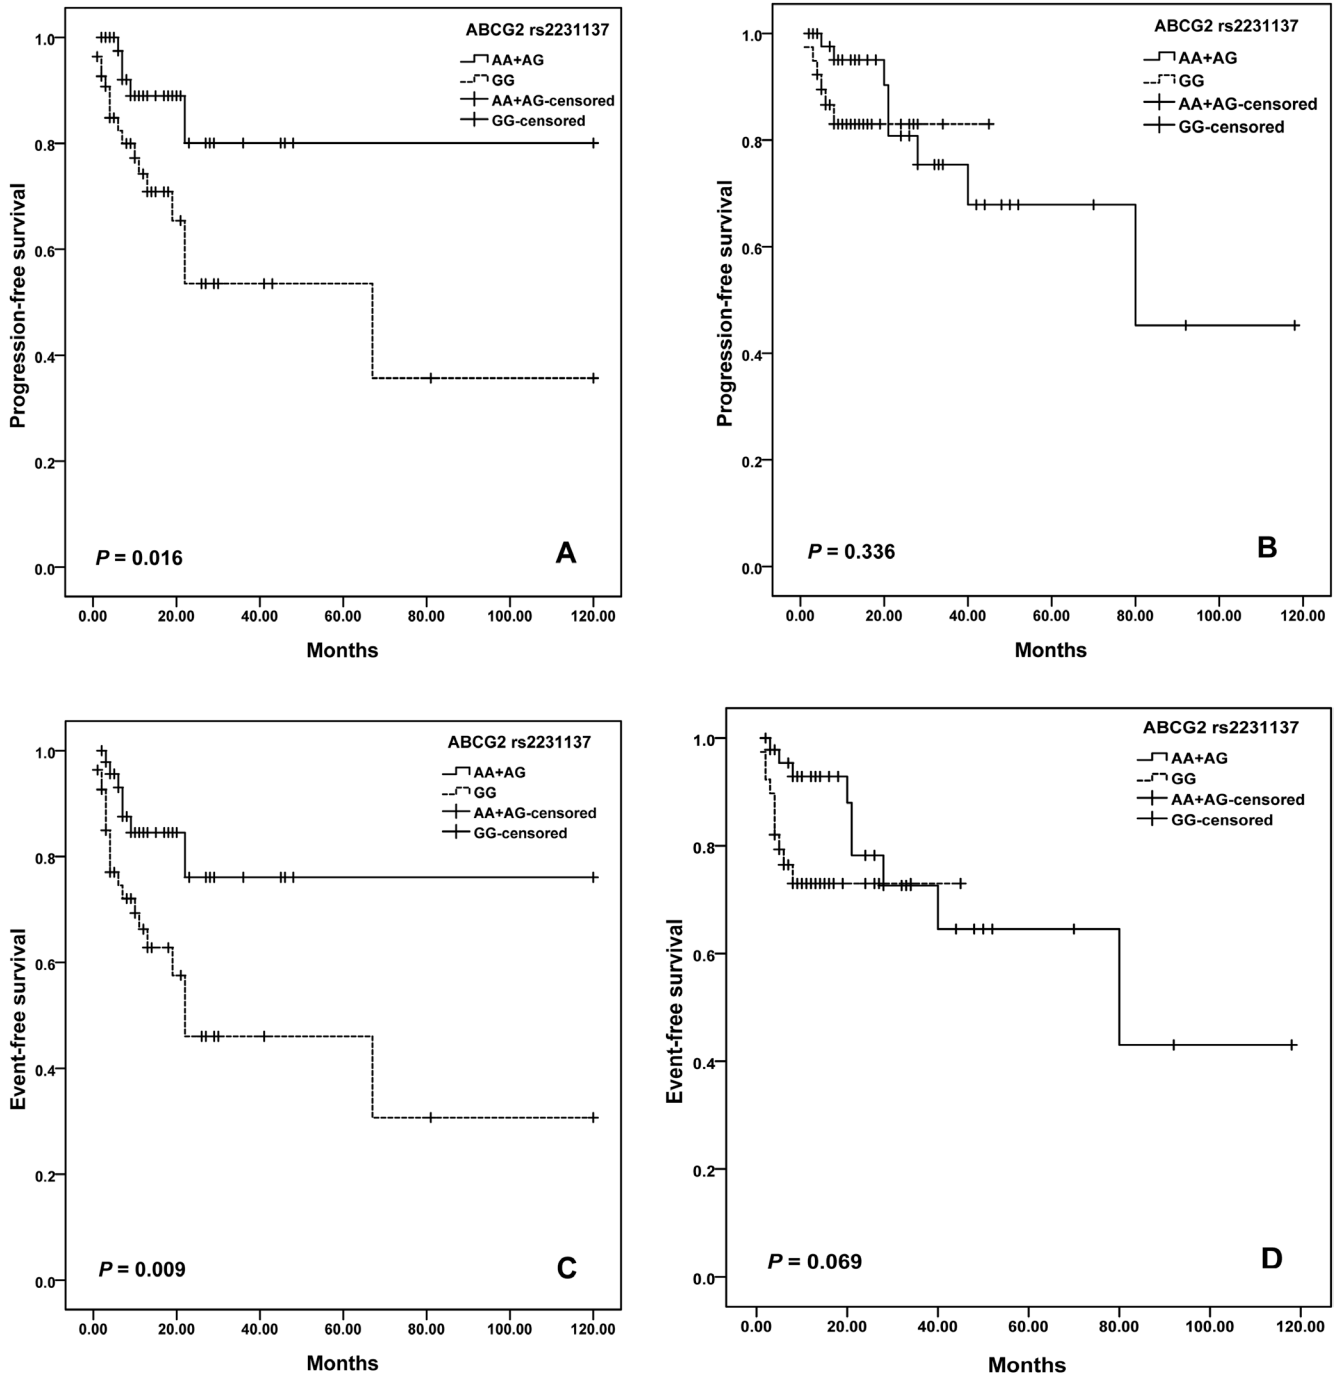 ABCG2 rs2231137
AA+AG
GG
AA+AG-censored
GG-censored
1.0
0.8
0.6
0.4
0.2
0.0
Progression-free survival
P = 0.016
A
0.00 20.00 40.00 60.00 80.00 100.00 120.00
Months
ABCG2 rs2231137
AA+AG
GG
AA+AG-censored
GG-censored
1.0
0.8
0.6
0.4
0.2
0.0
Progression-free survival
P = 0.336
B
0.00 20.00 40.00 60.00 80.00 100.00 120.00
Months
ABCG2 rs2231137
AA+AG
GG
AA+AG-censored
GG-censored
1.0
0.8
0.6
0.4
0.2
0.0
Event-free survival
P = 0.009
C
0.00 20.00 40.00 60.00 80.00 100.00 120.00
Months
ABCG2 rs2231137
AA+AG
GG
AA+AG-censored
GG-censored
1.0
0.8
0.6
0.4
0.2
0.0
Event-free survival
P = 0.069
D
0.00 20.00 40.00 60.00 80.00 100.00 120.00
Months